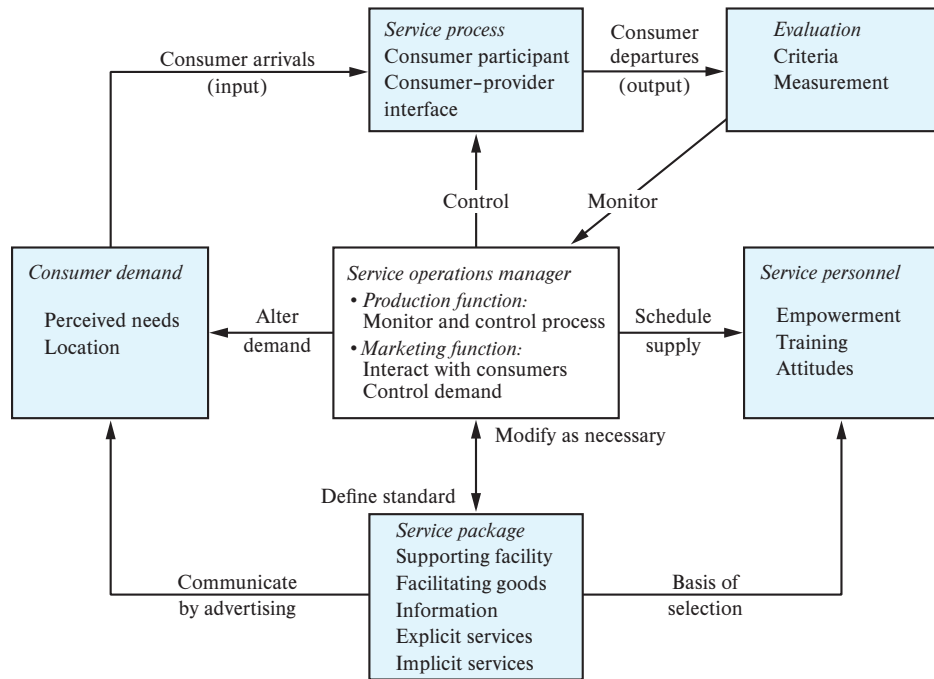 Service process
Consumer participant
Consumer–provider
interface
Consumer arrivals
(input)
Consumer
departures
(output)
Evaluation
Criteria
Measurement
Control
Monitor
Consumer demand
Perceived needs
Location
Alter
demand
Service operations manager
• Production function:
Monitor and control process
• Marketing function:
Interact with consumers
Control demand
Schedule
supply
Service personnel
Empowerment
Training
Attitudes
Modify as necessary
Define standard
Service package
Supporting facility
Facilitating goods
Information
Explicit services
Implicit services
Communicate
by advertising
Basis of
selection